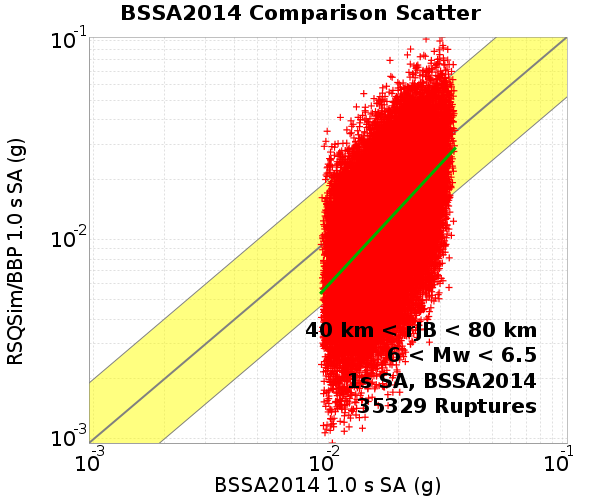 BSSA2014 Comparison Scatter
RSQSim/BBP 1.0 s SA (g)
10-1
10-2
10-3
40 km < rJB < 80 km
6 < Mw < 6.5
1s SA, BSSA2014
35329 Ruptures
10-3 10-2 10-1
BSSA2014 1.0 s SA (g)